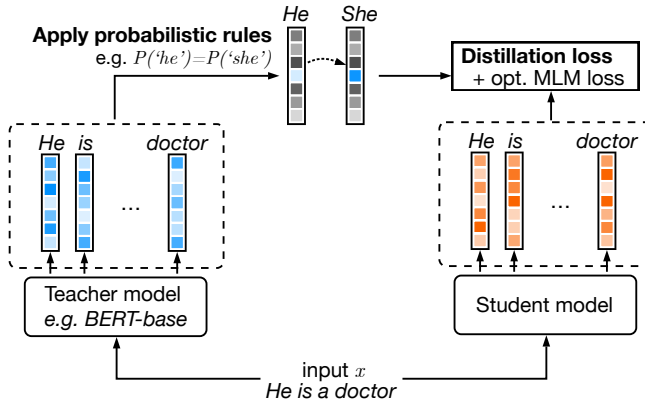 He She
Apply probabilistic rules
e.g. P(‘he’)=P(‘she’)
Distillation loss
+ opt. MLM loss
He is doctor
...
He is doctor
...
Teacher model
e.g. BERT-base
Student model
input x
He is a doctor